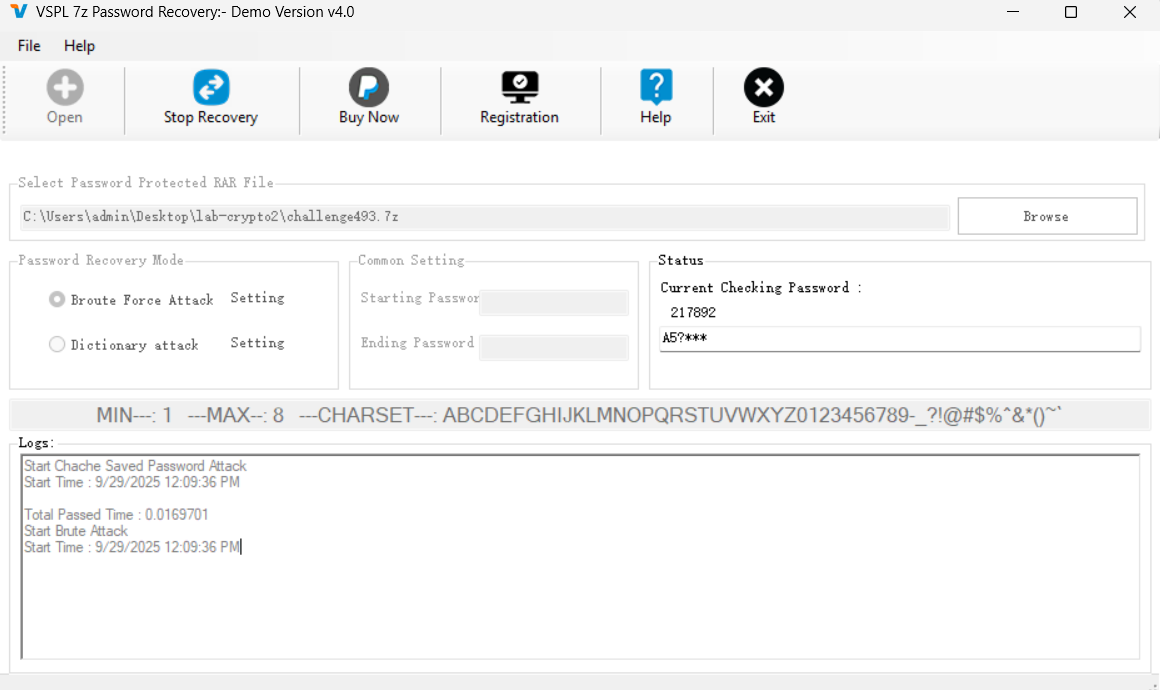 VSPL 7z Password Recovery:- Demo Version v4.0
File Help
Open Stop Recovery Buy Now Registration Help Exit
Select Password Protected RAR File
C:\Users\admin\Desktop\lab-crypto2\challenge493.7z Browse
Password Recovery Mode Common Setting Status
Broute Force Attack Setting Starting Passwor Current Checking Password :
217892
A5?***
Dictionary attack Setting Ending Password
MIN---: 1 ---MAX--: 8 ---CHARSET---: ABCDEFGHIJKLMNOPQRSTUVWXYZ0123456789-_?!@#$%^&*()~`
Logs:
Start Chache Saved Password Attack
Start Time : 9/29/2025 12:09:36 PM
Total Passed Time : 0.0169701
Start Brute Attack
Start Time : 9/29/2025 12:09:36 PM